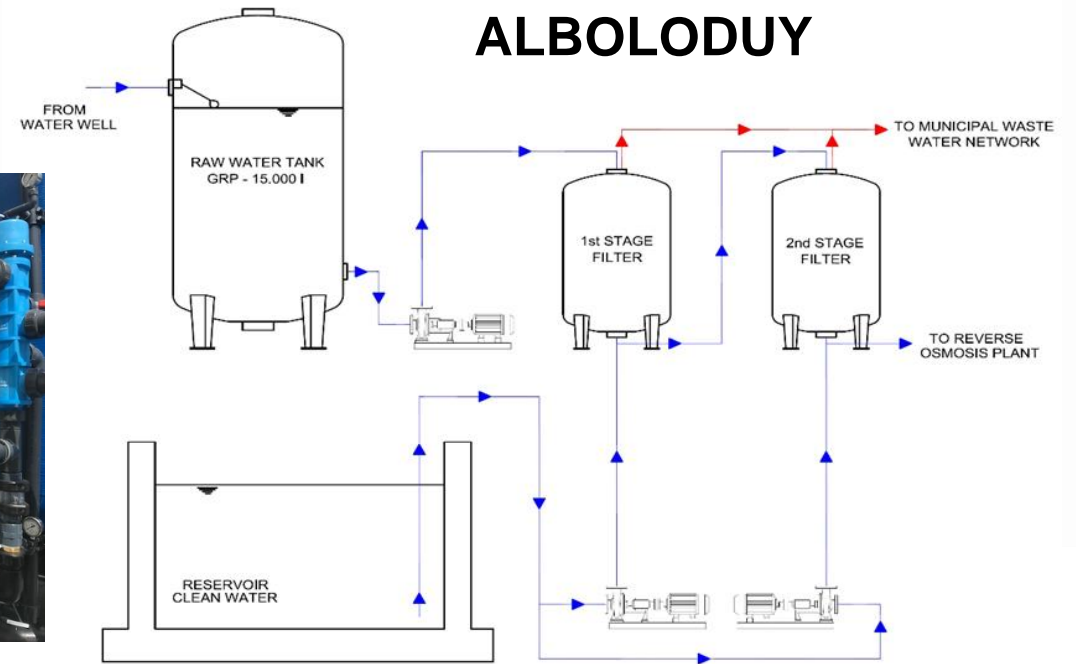 ALBOLODUY
FROM
WATER WELL
RAW WATER TANK
GRP - 15.000 l
TO MUNICIPAL WASTE
WATER NETWORK
1st STAGE
FILTER
2nd STAGE
FILTER
TO REVERSE
OSMOSIS PLANT
RESERVOIR
CLEAN WATER